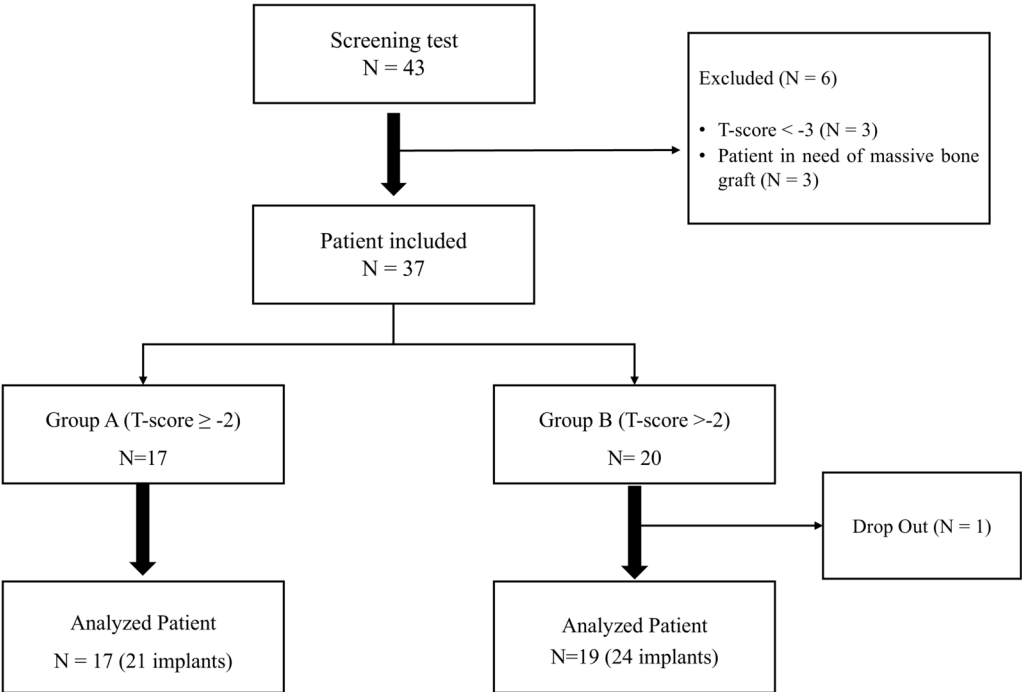 Screening test
N = 43
Excluded (N = 6)
• T-score < -3 (N = 3)
• Patient in need of massive bone
graft (N = 3)
Patient included
N = 37
Group A (T-score ≥ -2)
N=17
Group B (T-score >-2)
N= 20
Drop Out (N = 1)
Analyzed Patient
N = 17 (21 implants)
Analyzed Patient
N=19 (24 implants)